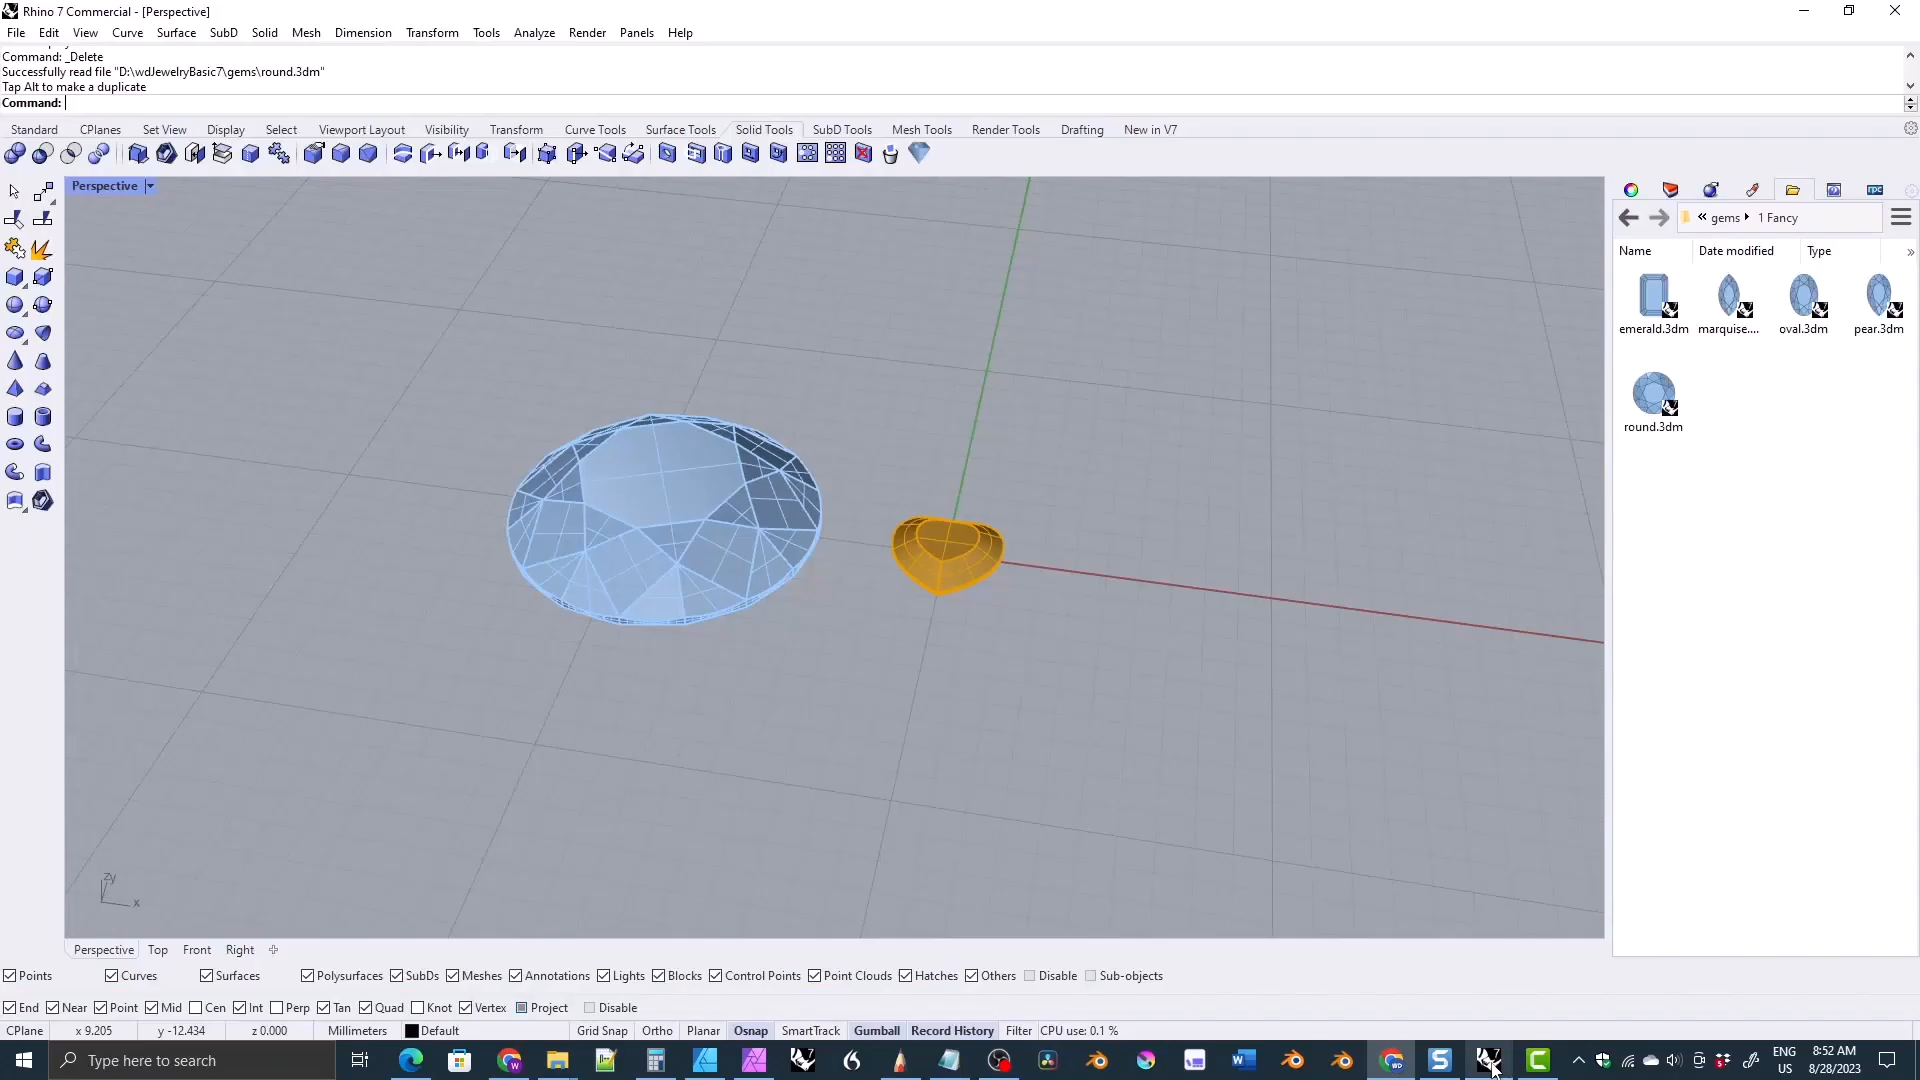 Rhino 7 Commercial - [Perspective]
File Edit View Curve Surface SubD Solid Mesh Dimension Transform Tools Analyze Render Panels Help
Command: _Delete
Successfully read file "D:\wdJewelryBasic7\gems\round.3dm"
Tap Alt to make a duplicate
Command:
Standard CPlanes Set View Display Select Viewport Layout Visibility Transform Curve Tools Surface Tools Solid Tools SubD Tools Mesh Tools Render Tools Drafting New in V7
Perspective
rpc
« gems 1 Fancy
Name Date modified Type »
emerald.3dm marquise.... oval.3dm pear.3dm
round.3dm
zy
x
Perspective Top Front Right
Points Curves Surfaces Polysurfaces SubDs Meshes Annotations Lights Blocks Control Points Point Clouds Hatches Others Disable Sub-objects
End Near Point Mid Cen Int Perp Tan Quad Knot Vertex Project Disable
CPlane x 9.205 y -12.434 z 0.000 Millimeters Default Grid Snap Ortho Planar Osnap SmartTrack Gumball Record History Filter CPU use: 0.1 %
Type here to search ENG 8:52 AM
US 8/28/2023